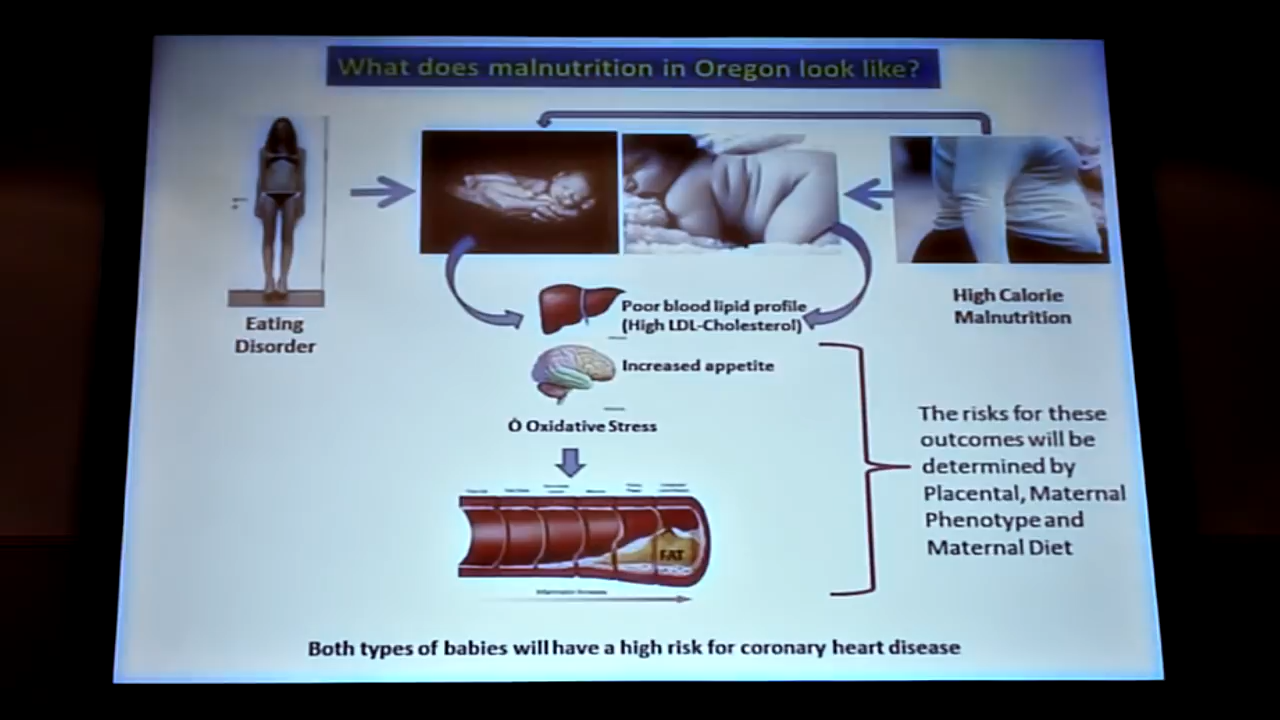 What does malnutrition in Oregon look like?
Eating
Disorder
High Calorie
Malnutrition
Poor blood lipid profile
(High LDL-Cholesterol)
Increased appetite
Ò Oxidative Stress
FAT
The risks for these
outcomes will be
determined by
Placental, Maternal
Phenotype and
Maternal Diet
Both types of babies will have a high risk for coronary heart disease